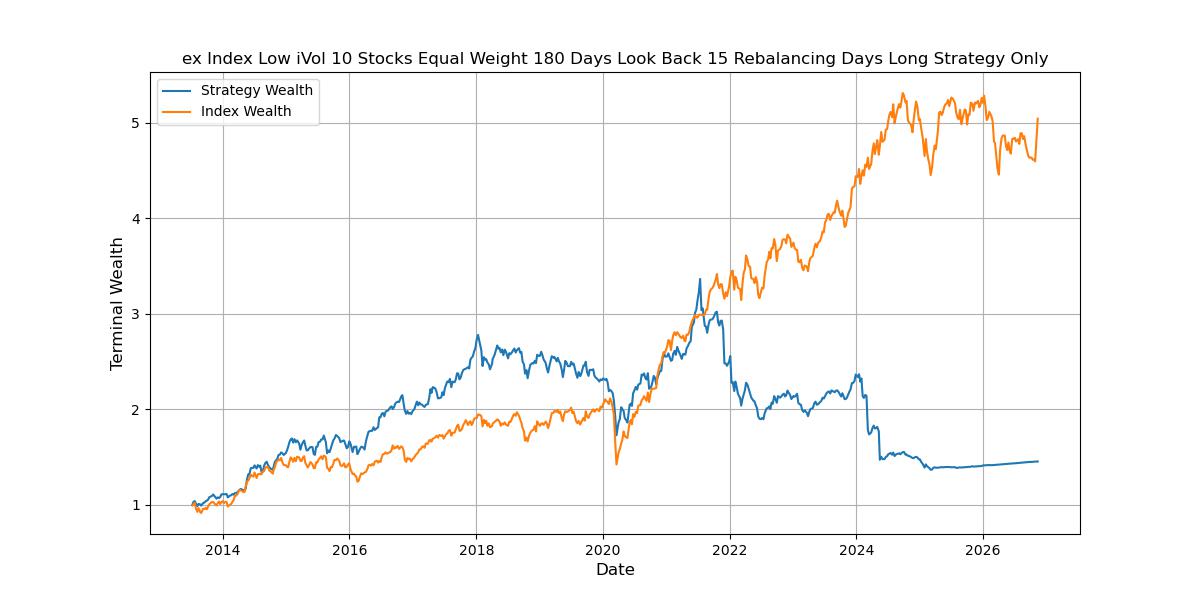 ex Index Low iVol 10 Stocks Equal Weight 180 Days Look Back 15 Rebalancing Days Long Strategy Only
Strategy Wealth
Index Wealth
Terminal Wealth
5
4
3
2
1
2014 2016 2018 2020 2022 2024 2026
Date